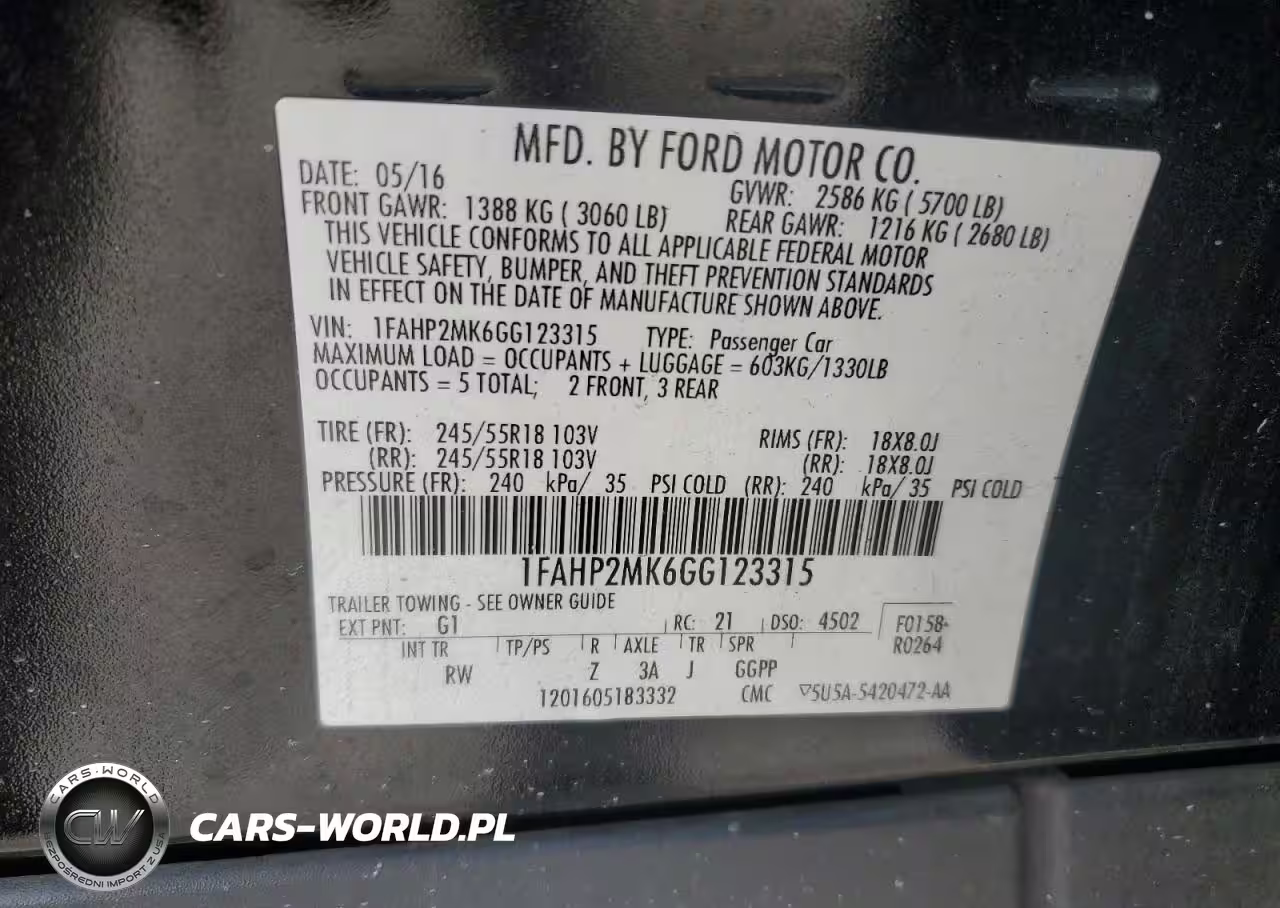 MFD. BY FORD MOTOR CO.
DATE: 05/16 GVWR: 2586 KG ( 5700 LB)
FRONT GAWR: 1388 KG ( 3060 LB) REAR GAWR: 1216 KG ( 2680 LB)
THIS VEHICLE CONFORMS TO ALL APPLICABLE FEDERAL MOTOR
VEHICLE SAFETY, BUMPER, AND THEFT PREVENTION STANDARDS
IN EFFECT ON THE DATE OF MANUFACTURE SHOWN ABOVE.
VIN: 1FAHP2MK6GG123315 TYPE: Passenger Car
MAXIMUM LOAD = OCCUPANTS + LUGGAGE = 603KG/1330LB
OCCUPANTS = 5 TOTAL; 2 FRONT, 3 REAR
TIRE (FR): 245/55R18 103V RIMS (FR): 18X8.0J
(RR): 245/55R18 103V (RR): 18X8.0J
PRESSURE (FR): 240 kPa/ 35 PSI COLD (RR): 240 kPa/ 35 PSI COLD
1FAHP2MK6GG123315
TRAILER TOWING - SEE OWNER GUIDE
EXT PNT: G1 RC: 21 DSO: 4502 F0158-
R0264
INT TR TP/PS R AXLE TR SPR
RW Z 3A J GGPP
1201605183332 CMC ▽5U5A-5420472-AA
CARS-WORLD
CW
BEZPOŚREDNI IMPORT Z USA
CARS-WORLD.PL